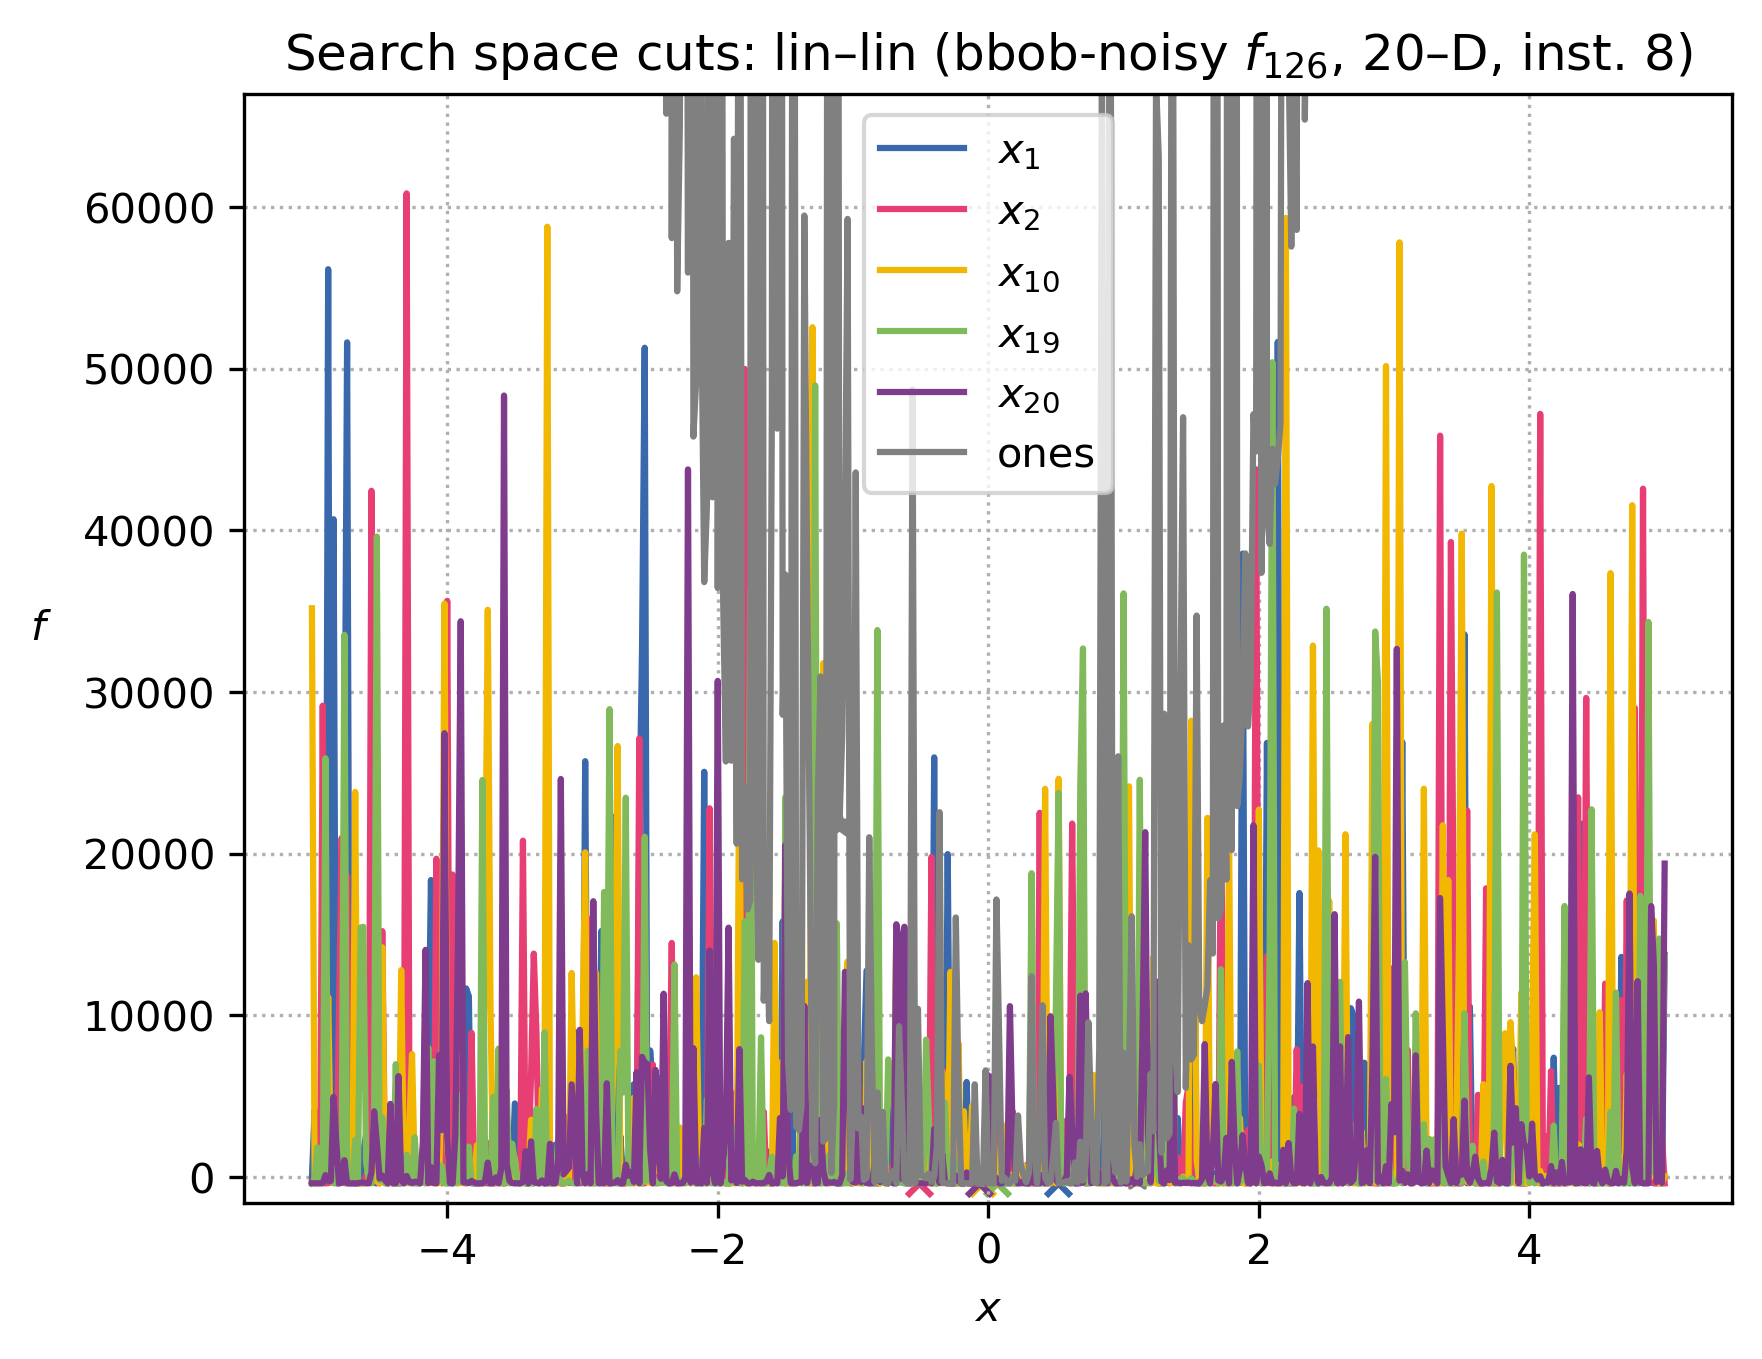 Search space cuts: lin–lin (bbob-noisy f₁₂₆, 20–D, inst. 8)
x₁
x₂
x₁₀
x₁₉
x₂₀
ones
60000
50000
40000
30000
20000
10000
0
f
−4 −2 0 2 4
x